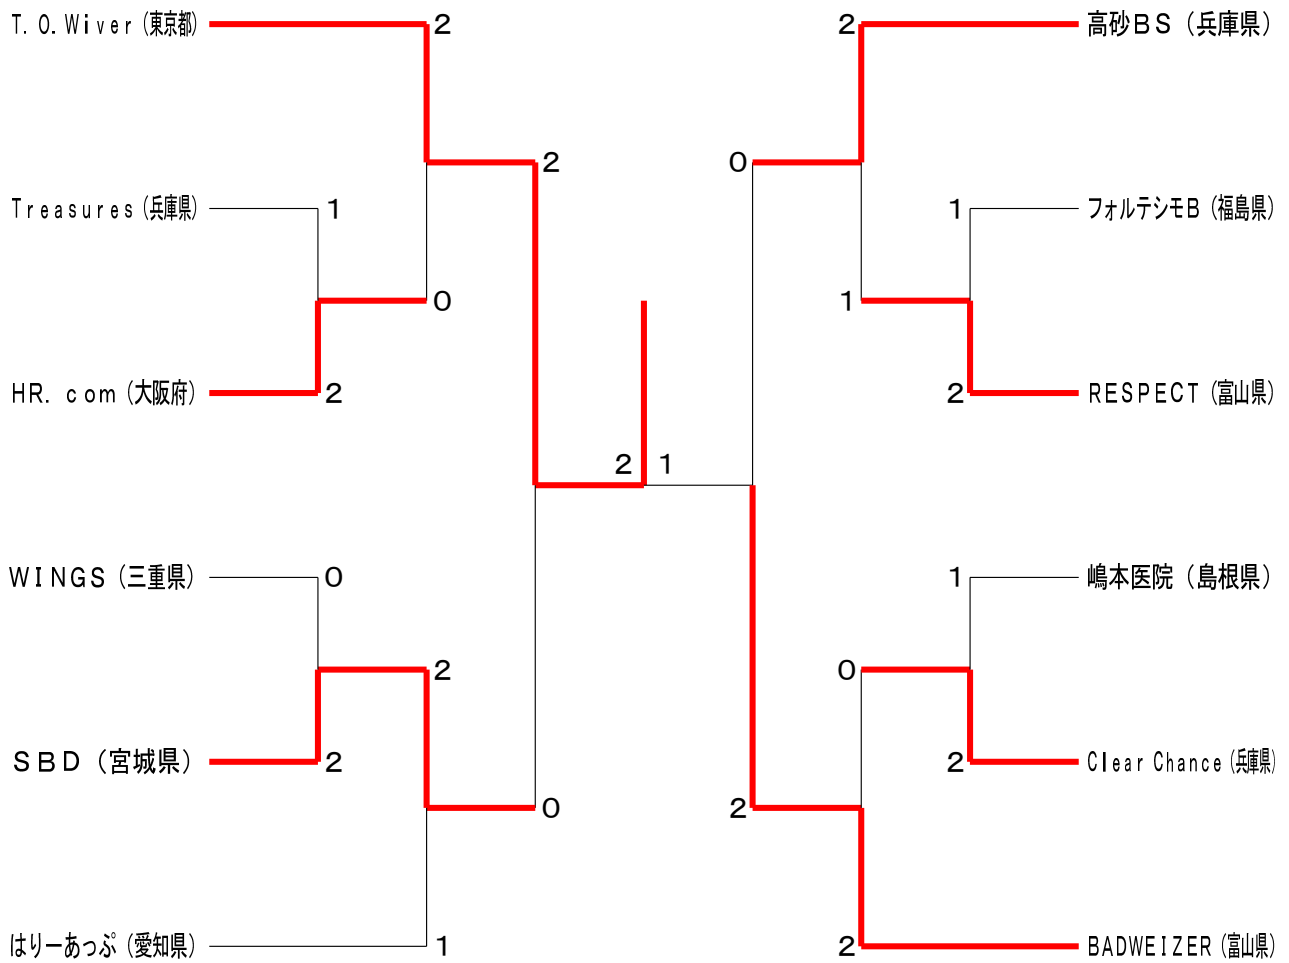 T.O.Wiver(東京都) 2 2 高砂BS(兵庫県)
2 0
Treasures(兵庫県) 1 1 フォルテシモB(福島県)
0 1
HR.com(大阪府) 2 2 RESPECT(富山県)
2 1
WINGS(三重県) 0 1 嶋本医院(島根県)
2 0
SBD(宮城県) 2 2 Clear Chance(兵庫県)
0 2
はりーあっぷ(愛知県) 1 2 BADWEIZER(富山県)